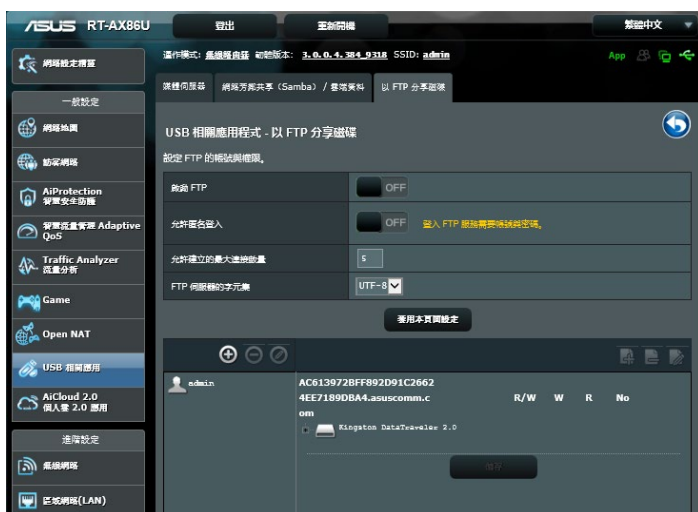 ASUS RT-AX86U 登出 重新開機 繁體中文
運作模式: 無線路由器 韌體版本: 3.0.0.4.384_9318 SSID: admin App
網路設定精靈
一般設定
網路地圖
訪客網路
AiProtection
智慧安全防護
智慧流量管理 Adaptive
QoS
Traffic Analyzer
流量分析
Game
Open NAT
USB 相關應用
AiCloud 2.0
個人雲 2.0 應用
進階設定
無線網路
區域網路(LAN)
媒體伺服器 網路芳鄰共享 (Samba) / 雲端資料 以 FTP 分享磁碟
USB 相關應用程式 - 以 FTP 分享磁碟
設定 FTP 的帳號與權限。
啟動 FTP OFF
允許匿名登入 OFF 登入 FTP 服務需要帳號與密碼。
允許建立的最大連線數量 5
FTP 伺服器的字元集 UTF-8
套用本頁面設定
admin
AC613972BFF892D91C2662
4EE7189DBA4.asuscomm.c
om
R/W W R No
Kingston DataTraveler 2.0
儲存